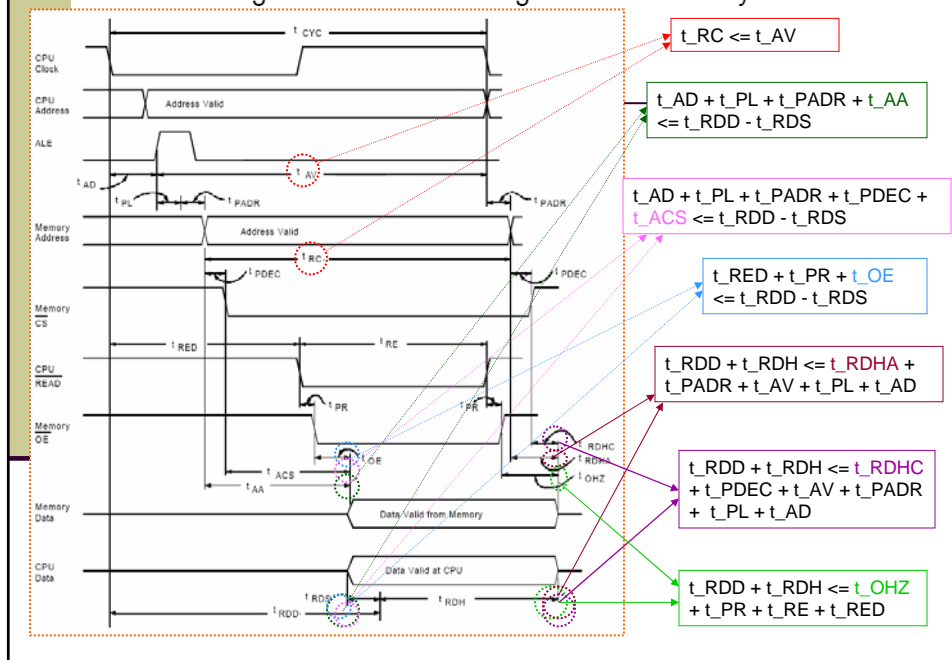 t CYC
CPU
Clock
CPU
Address
Address Valid
ALE
t AD
t AV
t PL
t PADR
t PADR
Memory
Address
Address Valid
t RC
t PDEC
t PDEC
Memory
CS
t RED
t RE
CPU
READ
t PR
t PR
Memory
OE
t OE
t RDHC
t RDHA
t ACS
t OHZ
t AA
Memory
Data
Data Valid from Memory
CPU
Data
Data Valid at CPU
t RDS
t RDH
t RDD
t_RC <= t_AV
t_AD + t_PL + t_PADR + t_AA
<= t_RDD - t_RDS
t_AD + t_PL + t_PADR + t_PDEC +
t_ACS <= t_RDD - t_RDS
t_RED + t_PR + t_OE
<= t_RDD - t_RDS
t_RDD + t_RDH <= t_RDHA +
t_PADR + t_AV + t_PL + t_AD
t_RDD + t_RDH <= t_RDHC
+ t_PDEC + t_AV + t_PADR
+ t_PL + t_AD
t_RDD + t_RDH <= t_OHZ
+ t_PR + t_RE + t_RED